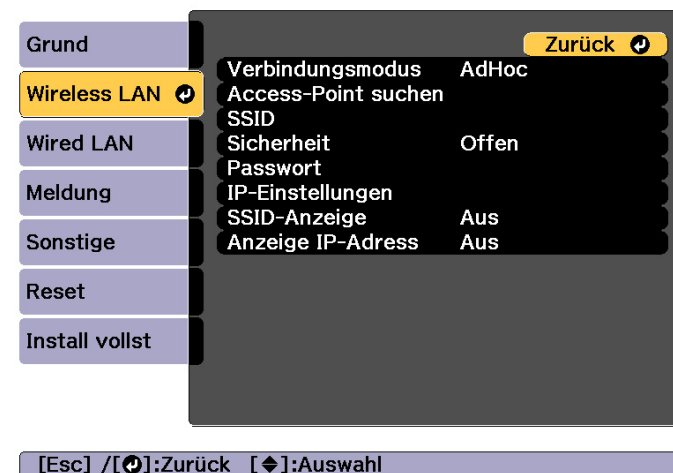 Grund
Zurück
Verbindungsmodus AdHoc
Wireless LAN
Access-Point suchen
SSID
Wired LAN
Sicherheit Offen
Passwort
Meldung
IP-Einstellungen
SSID-Anzeige Aus
Sonstige
Anzeige IP-Adress Aus
Reset
Install vollst
[Esc] /[⏎]:Zurück [◆]:Auswahl